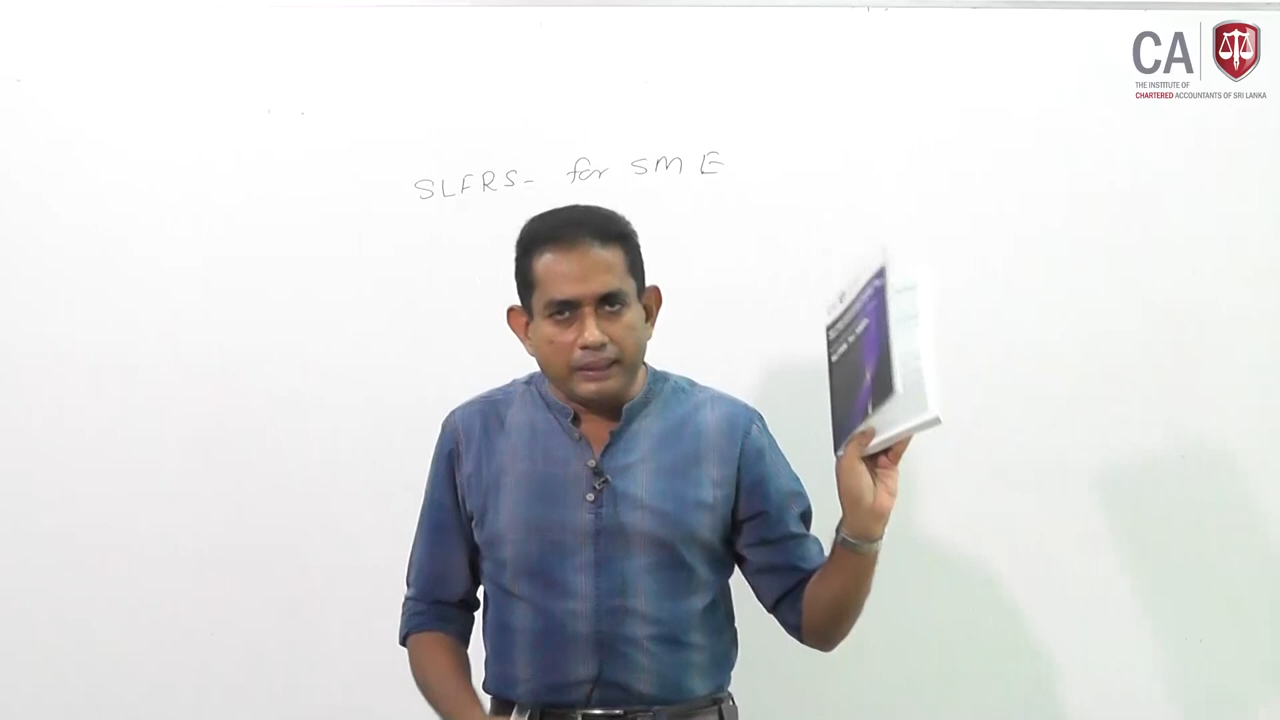 CA
THE INSTITUTE OF
CHARTERED ACCOUNTANTS OF SRI LANKA
SLFRS- for SME